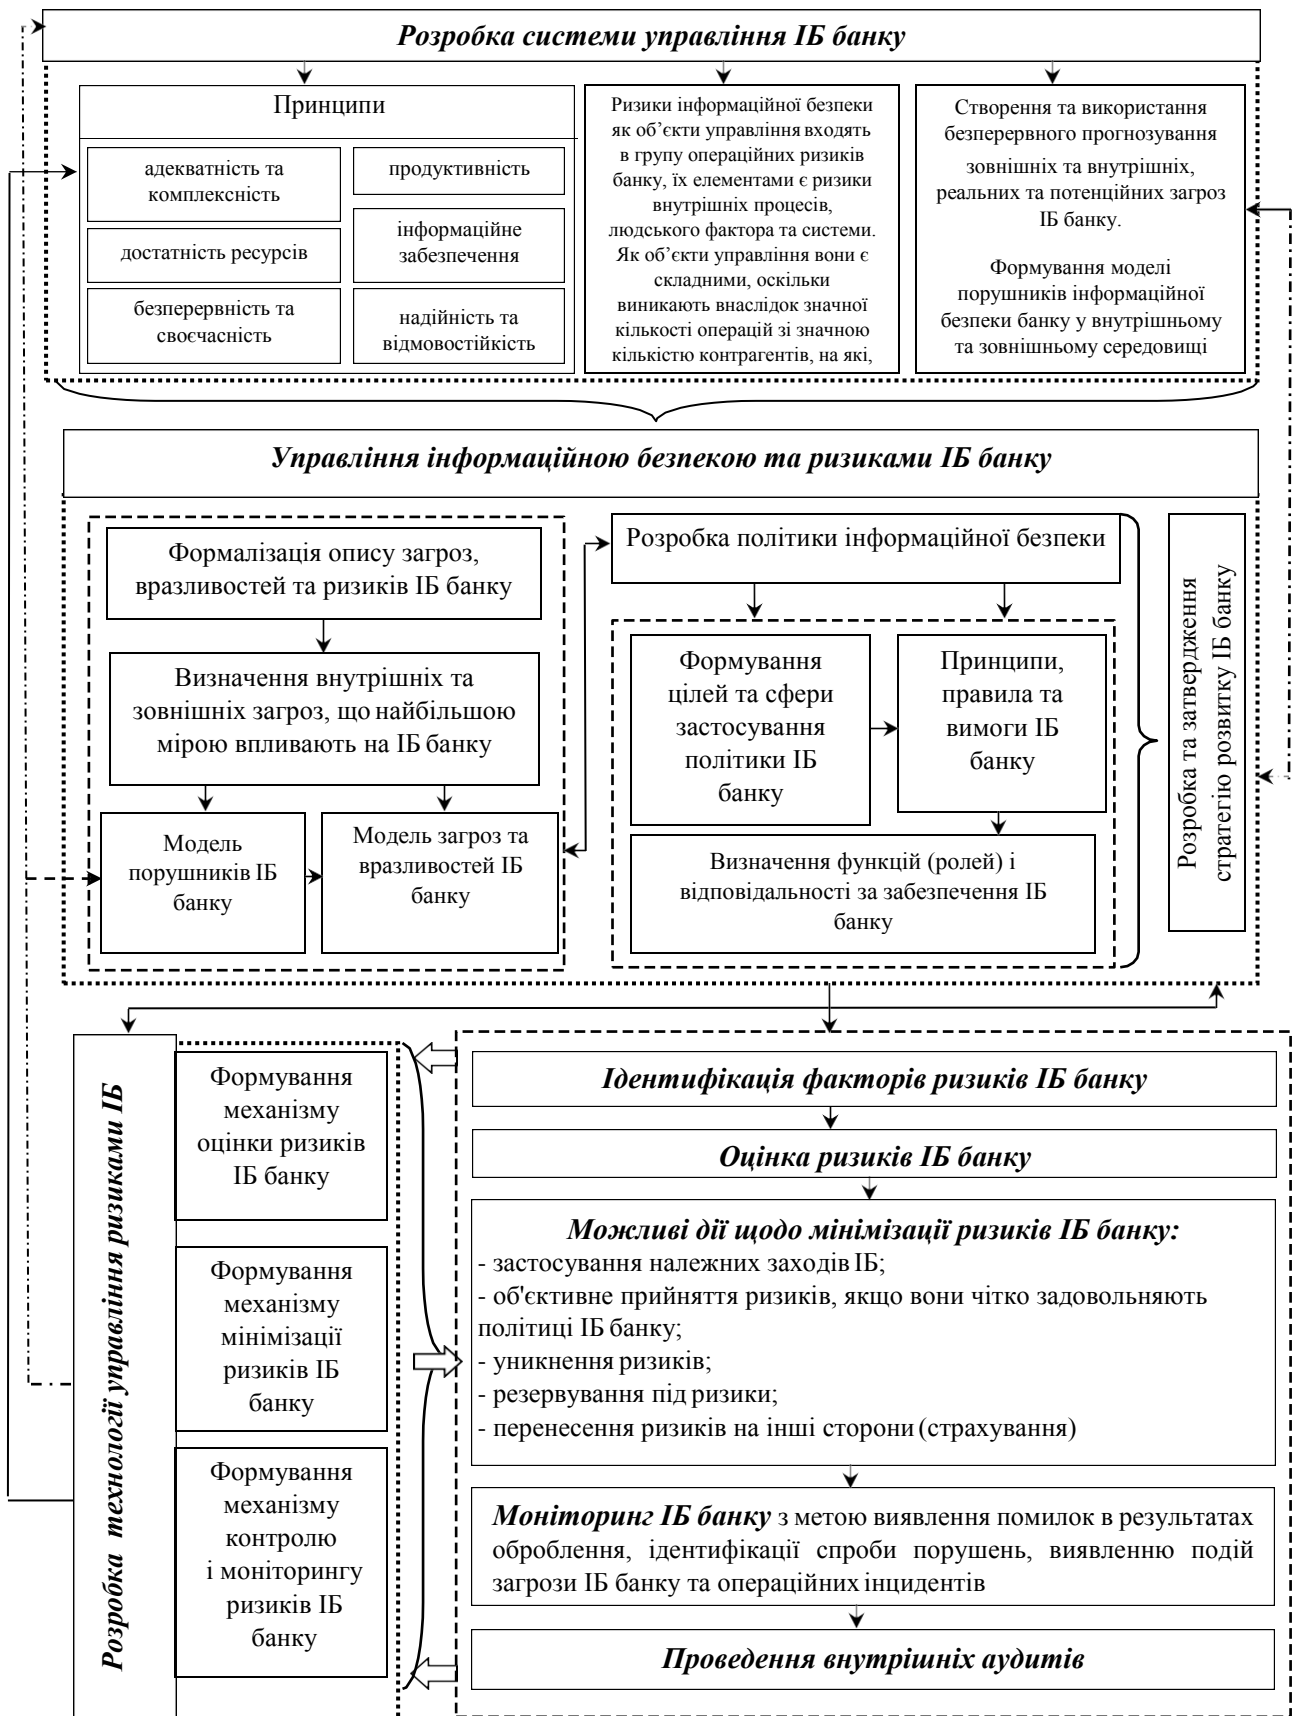 Розробка системи управління ІБ банку
Принципи
адекватність та
комплексність
достатність ресурсів
безперервність та
своєчасність
продуктивність
інформаційне
забезпечення
надійність та
відмовостійкість
Ризики інформаційної безпеки
як об’єкти управління входять
в групу операційних ризиків
банку, їх елементами є ризики
внутрішніх процесів,
людського фактора та системи.
Як об’єкти управління вони є
складними, оскільки
виникають внаслідок значної
кількості операцій зі значною
кількістю контрагентів, на які,
Створення та використання
безперервного прогнозування
зовнішніх та внутрішніх,
реальних та потенційних загроз
ІБ банку.
Формування моделі
порушників інформаційної
безпеки банку у внутрішньому
та зовнішньому середовищі
Управління інформаційною безпекою та ризиками ІБ банку
Формалізація опису загроз,
вразливостей та ризиків ІБ банку
Визначення внутрішніх та
зовнішніх загроз, що найбільшою
мірою впливають на ІБ банку
Модель
порушників ІБ
банку
Модель загроз та
вразливостей ІБ
банку
Розробка політики інформаційної безпеки
Формування
цілей та сфери
застосування
політики ІБ
банку
Принципи,
правила та
вимоги ІБ
банку
Визначення функцій (ролей) і
відповідальності за забезпечення ІБ
банку
Розробка та затвердження
стратегію розвитку ІБ банку
Розробка технології управління ризиками ІБ
Формування
механізму
оцінки ризиків
ІБ банку
Формування
механізму
мінімізації
ризиків ІБ
банку
Формування
механізму
контролю
і моніторингу
ризиків ІБ
банку
Ідентифікація факторів ризиків ІБ банку
Оцінка ризиків ІБ банку
Можливі дії щодо мінімізації ризиків ІБ банку:
- застосування належних заходів ІБ;
- об'єктивне прийняття ризиків, якщо вони чітко задовольняють
політиці ІБ банку;
- уникнення ризиків;
- резервування під ризики;
- перенесення ризиків на інші сторони (страхування)
Моніторинг ІБ банку з метою виявлення помилок в результатах
оброблення, ідентифікації спроби порушень, виявленню подій
загрози ІБ банку та операційних інцидентів
Проведення внутрішніх аудитів